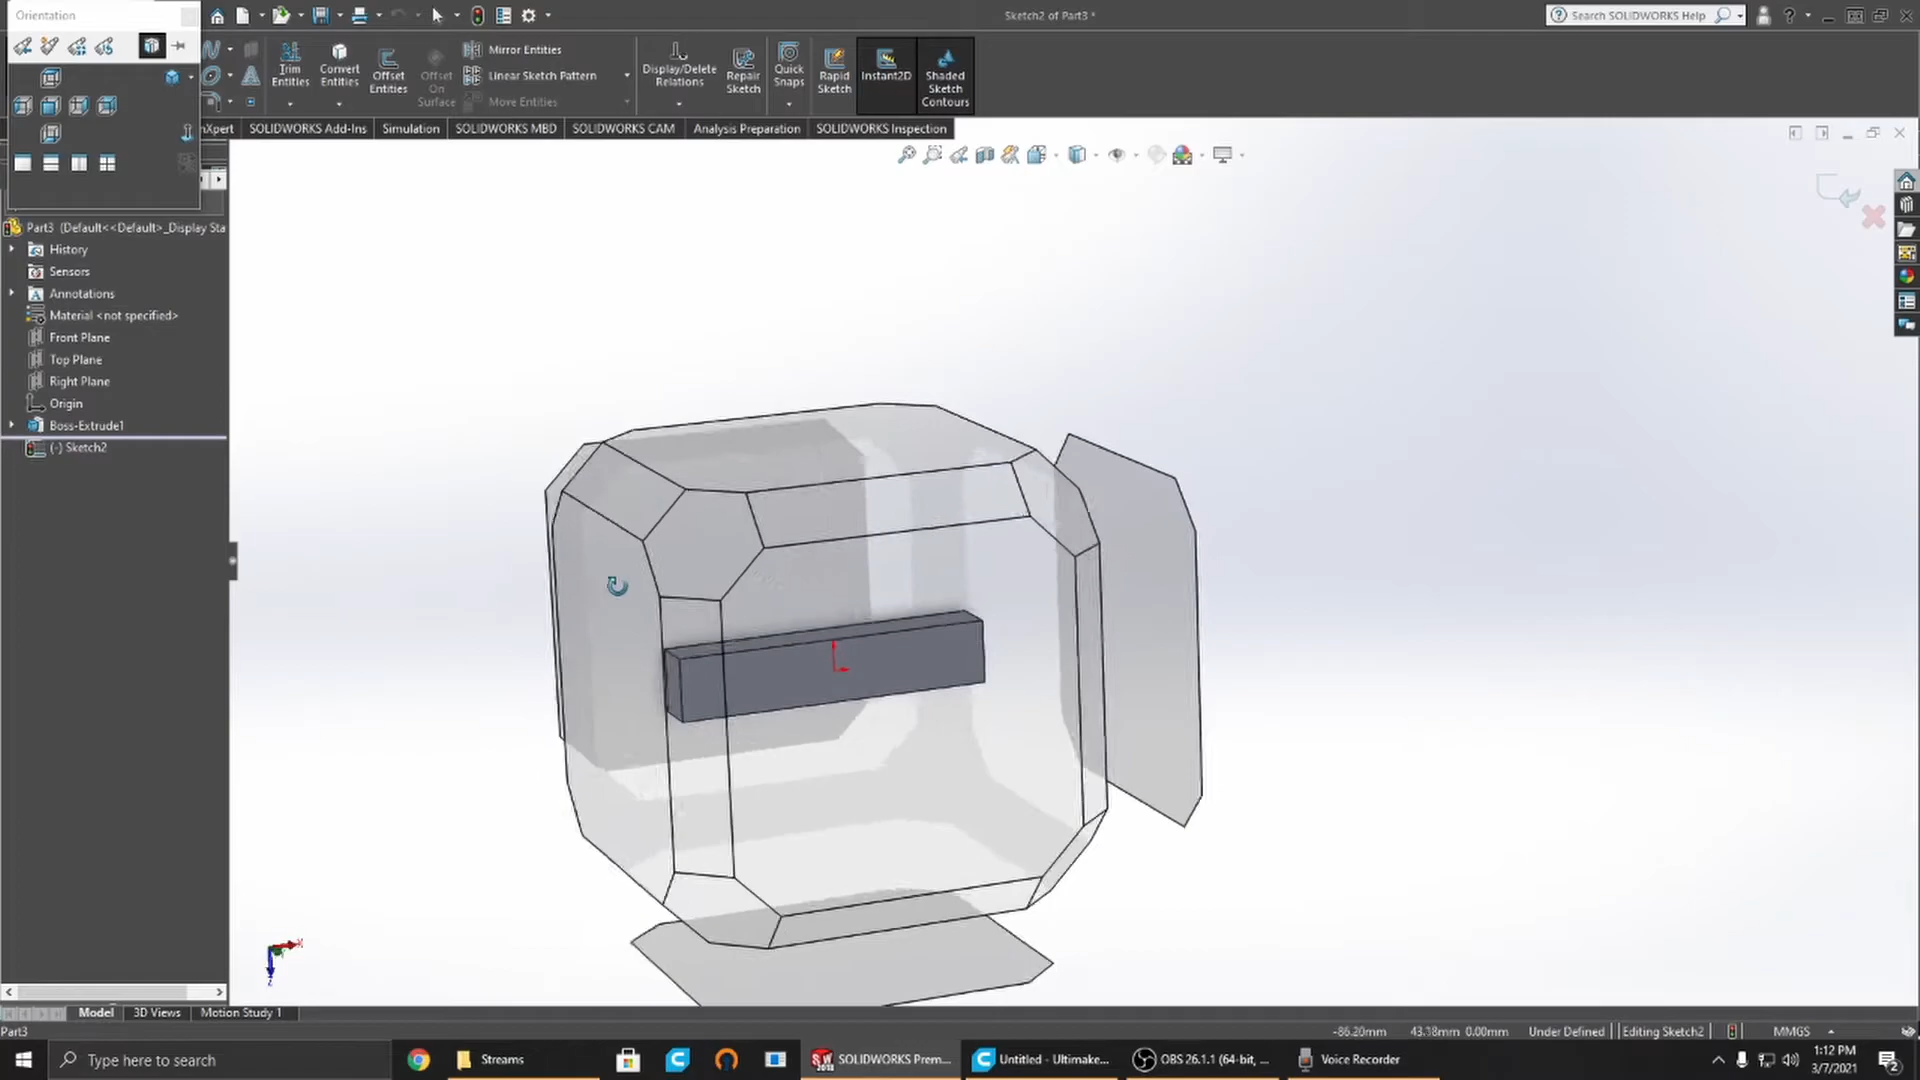 Orientation
Sketch2 of Part3 *
Search SOLIDWORKS Help
Trim Entities
Convert Entities
Offset Entities
Offset On Surface
Mirror Entities
Linear Sketch Pattern
Move Entities
Display/Delete Relations
Repair Sketch
Quick Snaps
Rapid Sketch
Instant2D
Shaded Sketch Contours
nXpert
SOLIDWORKS Add-Ins
Simulation
SOLIDWORKS MBD
SOLIDWORKS CAM
Analysis Preparation
SOLIDWORKS Inspection
Part3 (Default<<Default>_Display Sta
History
Sensors
Annotations
Material <not specified>
Front Plane
Top Plane
Right Plane
Origin
Boss-Extrude1
(-) Sketch2
X
Z
Model
3D Views
Motion Study 1
Part3
-86.20mm
43.18mm
0.00mm
Under Defined
Editing Sketch2
MMGS
Type here to search
Streams
SOLIDWORKS Prem...
Untitled - Ultimake...
OBS 26.1.1 (64-bit, ...
Voice Recorder
1:12 PM
3/7/2021
2